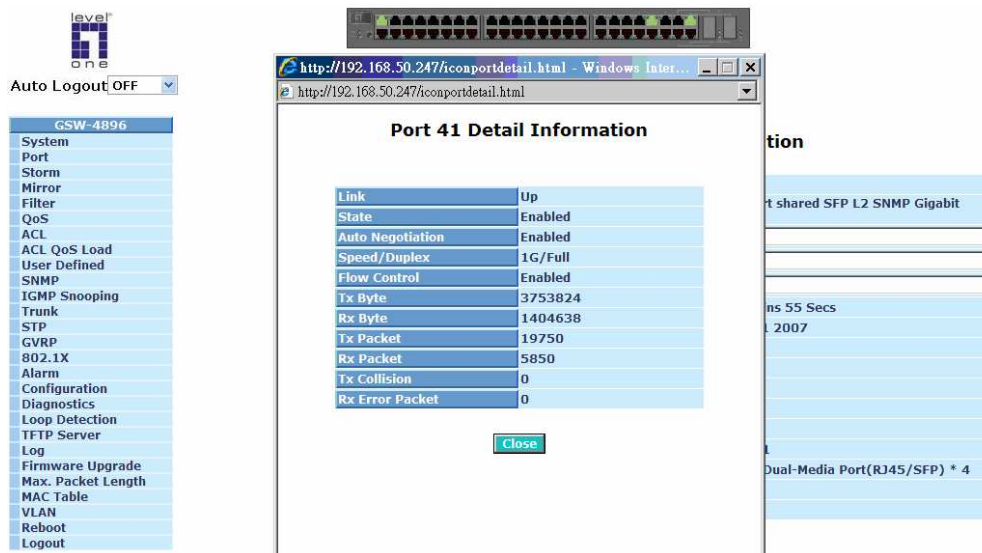 level
one
Auto Logout OFF
GSW-4896
System
Port
Storm
Mirror
Filter
QoS
ACL
ACL QoS Load
User Defined
SNMP
IGMP Snooping
Trunk
STP
GVRP
802.1X
Alarm
Configuration
Diagnostics
Loop Detection
TFTP Server
Log
Firmware Upgrade
Max. Packet Length
MAC Table
VLAN
Reboot
Logout
http://192.168.50.247/iconportdetail.html - Windows Inter...
http://192.168.50.247/iconportdetail.html
Port 41 Detail Information
Link Up
State Enabled
Auto Negotiation Enabled
Speed/Duplex 1G/Full
Flow Control Enabled
Tx Byte 3753824
Rx Byte 1404638
Tx Packet 19750
Rx Packet 5850
Tx Collision 0
Rx Error Packet 0
Close
tion
rt shared SFP L2 SNMP Gigabit
ns 55 Secs
1 2007
1
Dual-Media Port(RJ45/SFP) * 4